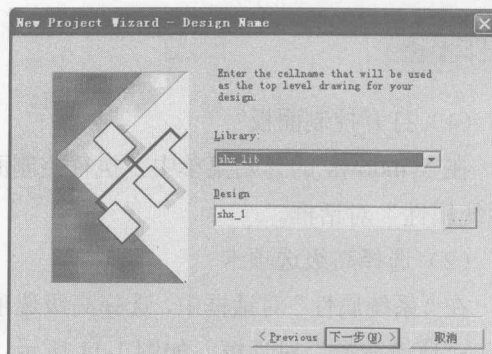 New Project Wizard - Design Name
Enter the cellname that will be used
as the top level drawing for your
design.
Library:
shx_lib
Design
shx_1
...
< Previous
下一步(N) >
取消